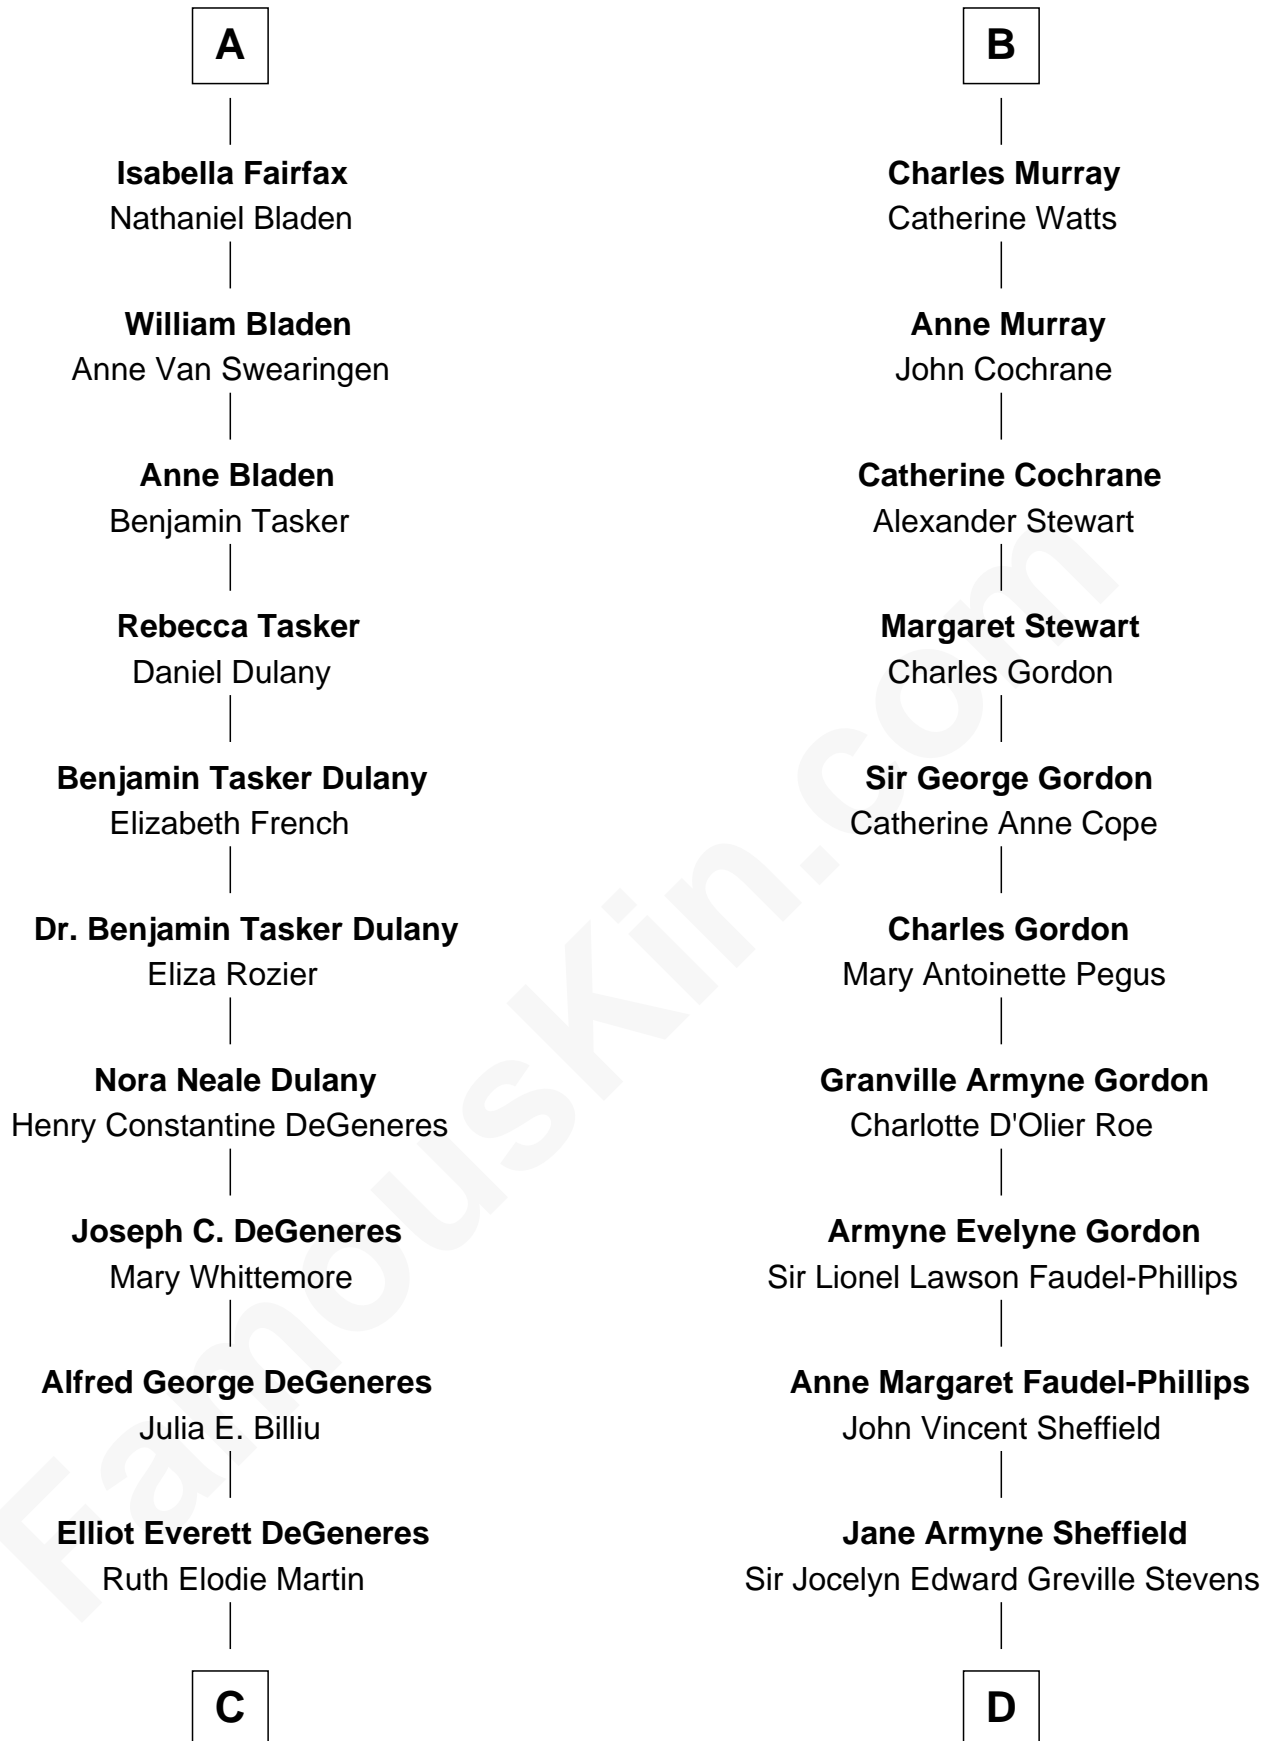 A
Isabella Fairfax
Nathaniel Bladen
William Bladen
Anne Van Swearingen
Anne Bladen
Benjamin Tasker
Rebecca Tasker
Daniel Dulany
Benjamin Tasker Dulany
Elizabeth French
Dr. Benjamin Tasker Dulany
Eliza Rozier
Nora Neale Dulany
Henry Constantine DeGeneres
Joseph C. DeGeneres
Mary Whittemore
Alfred George DeGeneres
Julia E. Billiu
Elliot Everett DeGeneres
Ruth Elodie Martin
C
B
Charles Murray
Catherine Watts
Anne Murray
John Cochrane
Catherine Cochrane
Alexander Stewart
Margaret Stewart
Charles Gordon
Sir George Gordon
Catherine Anne Cope
Charles Gordon
Mary Antoinette Pegus
Granville Armyne Gordon
Charlotte D'Olier Roe
Armyne Evelyne Gordon
Sir Lionel Lawson Faudel-Phillips
Anne Margaret Faudel-Phillips
John Vincent Sheffield
Jane Armyne Sheffield
Sir Jocelyn Edward Greville Stevens
D
FamousKin.com